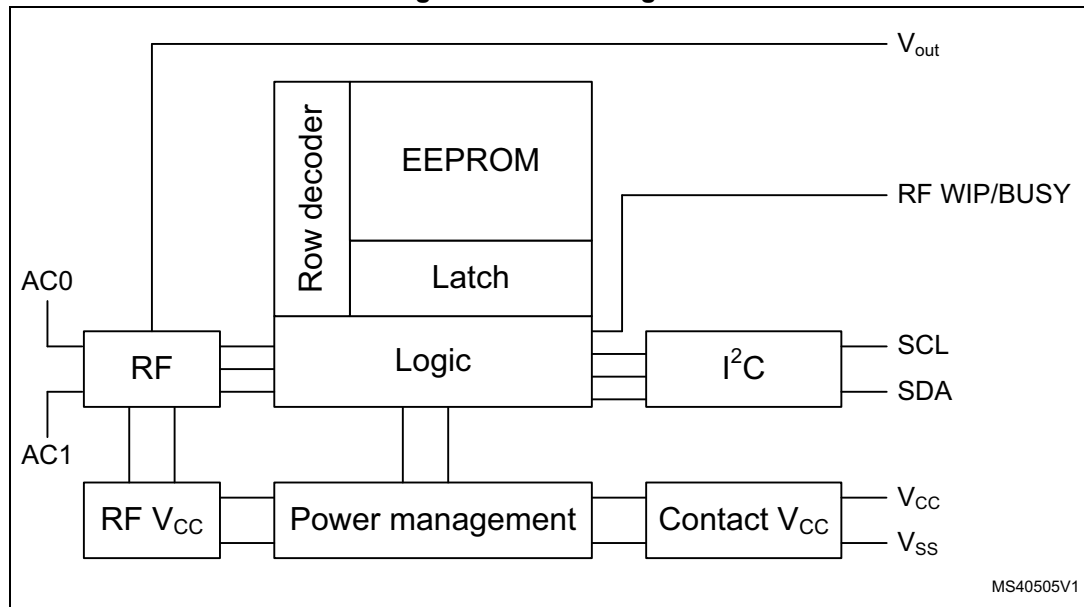 V_out
Row decoder
EEPROM
RF WIP/BUSY
Latch
AC0
RF
Logic
I²C
SCL
SDA
AC1
RF V_CC
Power management
Contact V_CC
V_CC
V_SS
MS40505V1